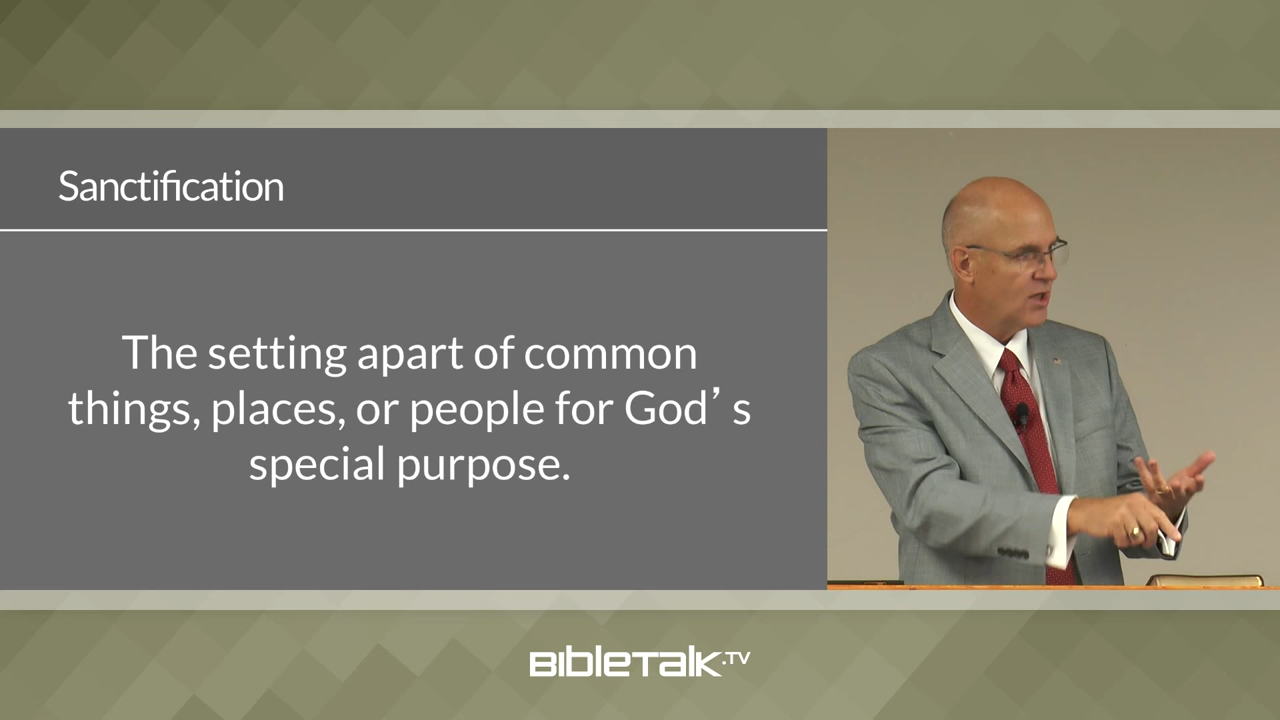 Sanctification
The setting apart of common
things, places, or people for God’ s
special purpose.
BIBLETALK.TV